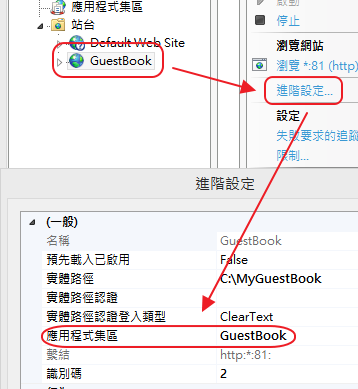 應用程式集區
站台
Default Web Site
GuestBook
停止
瀏覽網站
瀏覽 *:81 (http)
進階設定...
設定
失敗要求的追蹤
限制...
進階設定
(一般)
名稱 GuestBook
預先載入已啟用 False
實體路徑 C:\MyGuestBook
實體路徑認證
實體路徑認證登入類型 ClearText
應用程式集區 GuestBook
繫結 http:*:81:
識別碼 2